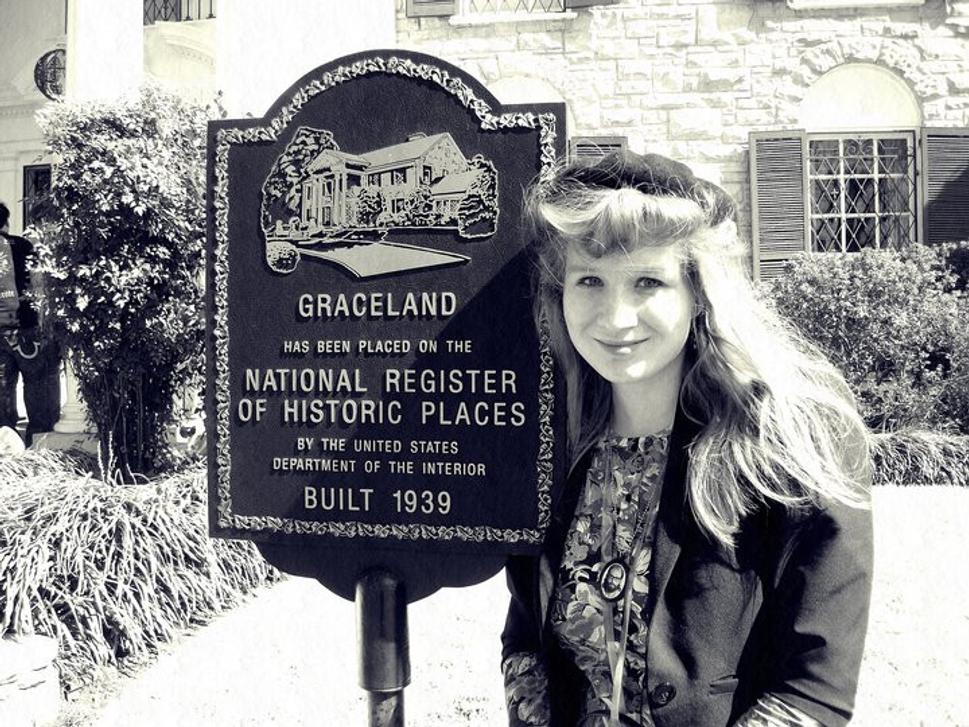 GRACELAND
HAS BEEN PLACED ON THE
NATIONAL REGISTER
OF HISTORIC PLACES
BY THE UNITED STATES
DEPARTMENT OF THE INTERIOR
BUILT 1939